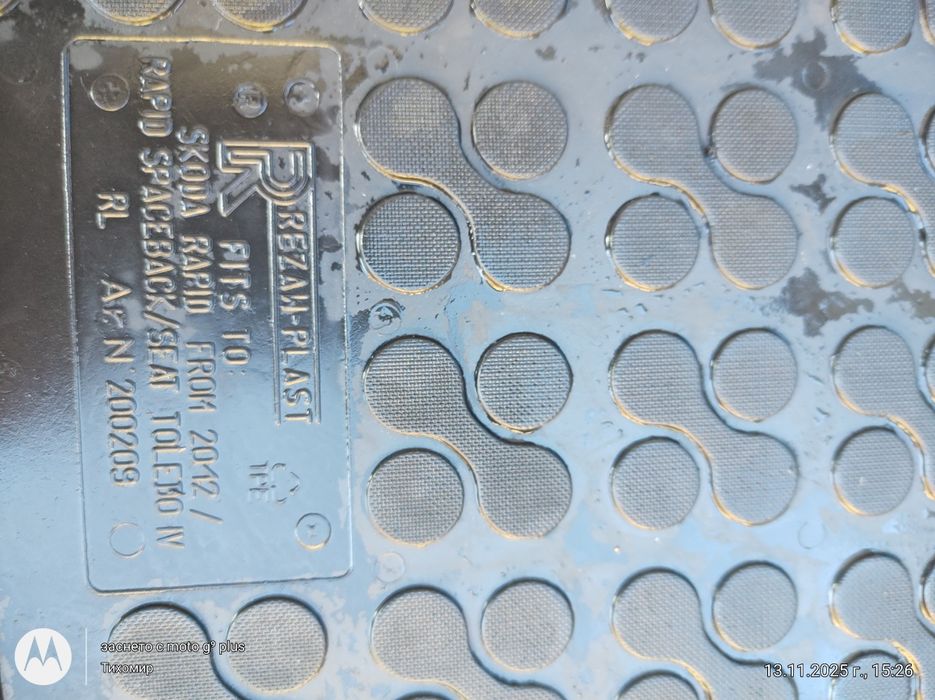 REZAW-PLAST
FITS TO:
SKODA RAPID FROM 2012 /
RAPID SPACEBACK/SEAT TOLEDO IV
RL ART N° 200209
TPE
заснето с moto g⁹ plus
Тихомир
13.11.2025 г., 15:26